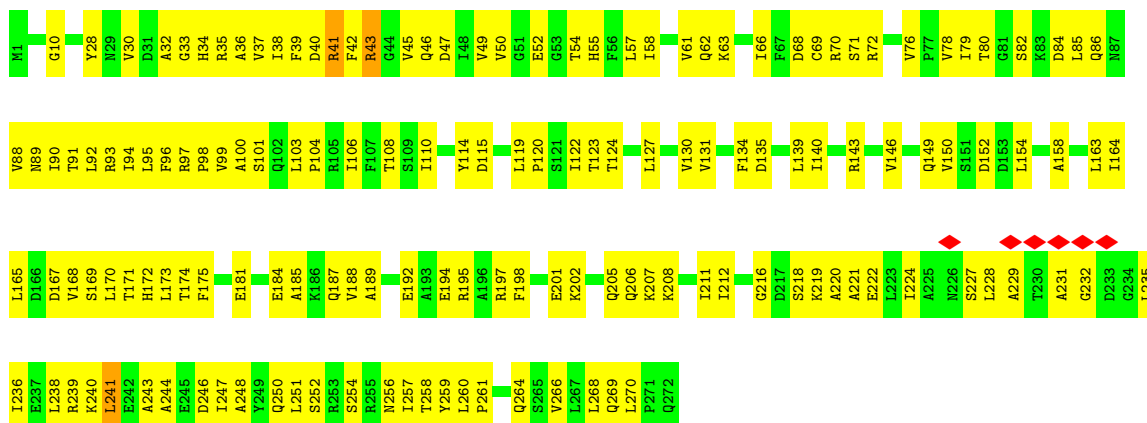 M1 G10 Y28 N29 V30 D31 A32 G33 H34 R35 A36 V37 I38 F39 D40 R41 F42 R43 G44 V45 Q46 D47 I48 V49 V50 G51 E52 G53 T54 H55 F56 L57 I58 V61 Q62 K63 I66 F67 D68 C69 R70 S71 R72 V76 P77 V78 I79 T80 G81 S82 K83 D84 L85 Q86 N87
V88 N89 I90 T91 L92 R93 I94 L95 F96 R97 P98 V99 A100 S101 Q102 L103 P104 R105 I106 F107 T108 S109 I110 Y114 D115 L119 P120 S121 I122 T123 T124 L127 V130 V131 F134 D135 L139 I140 R143 V146 Q149 V150 S151 D152 D153 L154 A158 L163 I164
L165 D166 D167 V168 S169 L170 T171 H172 L173 T174 F175 E181 E184 A185 K186 Q187 V188 A189 E192 A193 E194 R195 A196 R197 F198 E201 K202 Q205 Q206 K207 K208 I211 I212 G216 D217 S218 K219 A220 A221 E222 L223 I224 A225 N226 S227 L228 A229 T230 A231 G232 D233 G234
I236 E237 L238 R239 K240 L241 E242 A243 A244 E245 D246 I247 A248 Y249 Q250 L251 S252 R253 S254 R255 N256 I257 T258 Y259 L260 P261 Q264 S265 V266 L267 L268 Q269 L270 P271 Q272